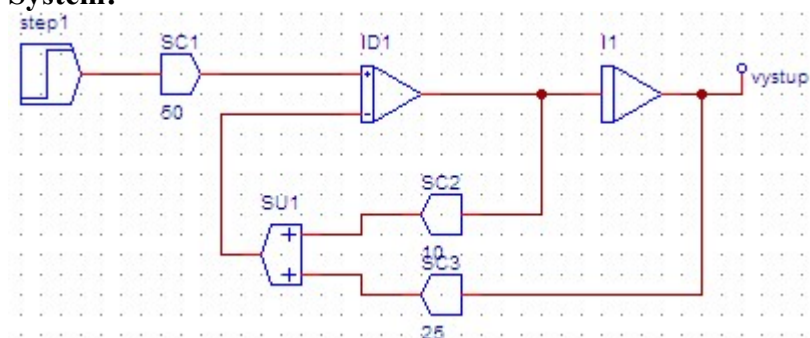 System:
step1
SC1
ID1
I1
vystup
50
SC2
SU1
10
SC3
25